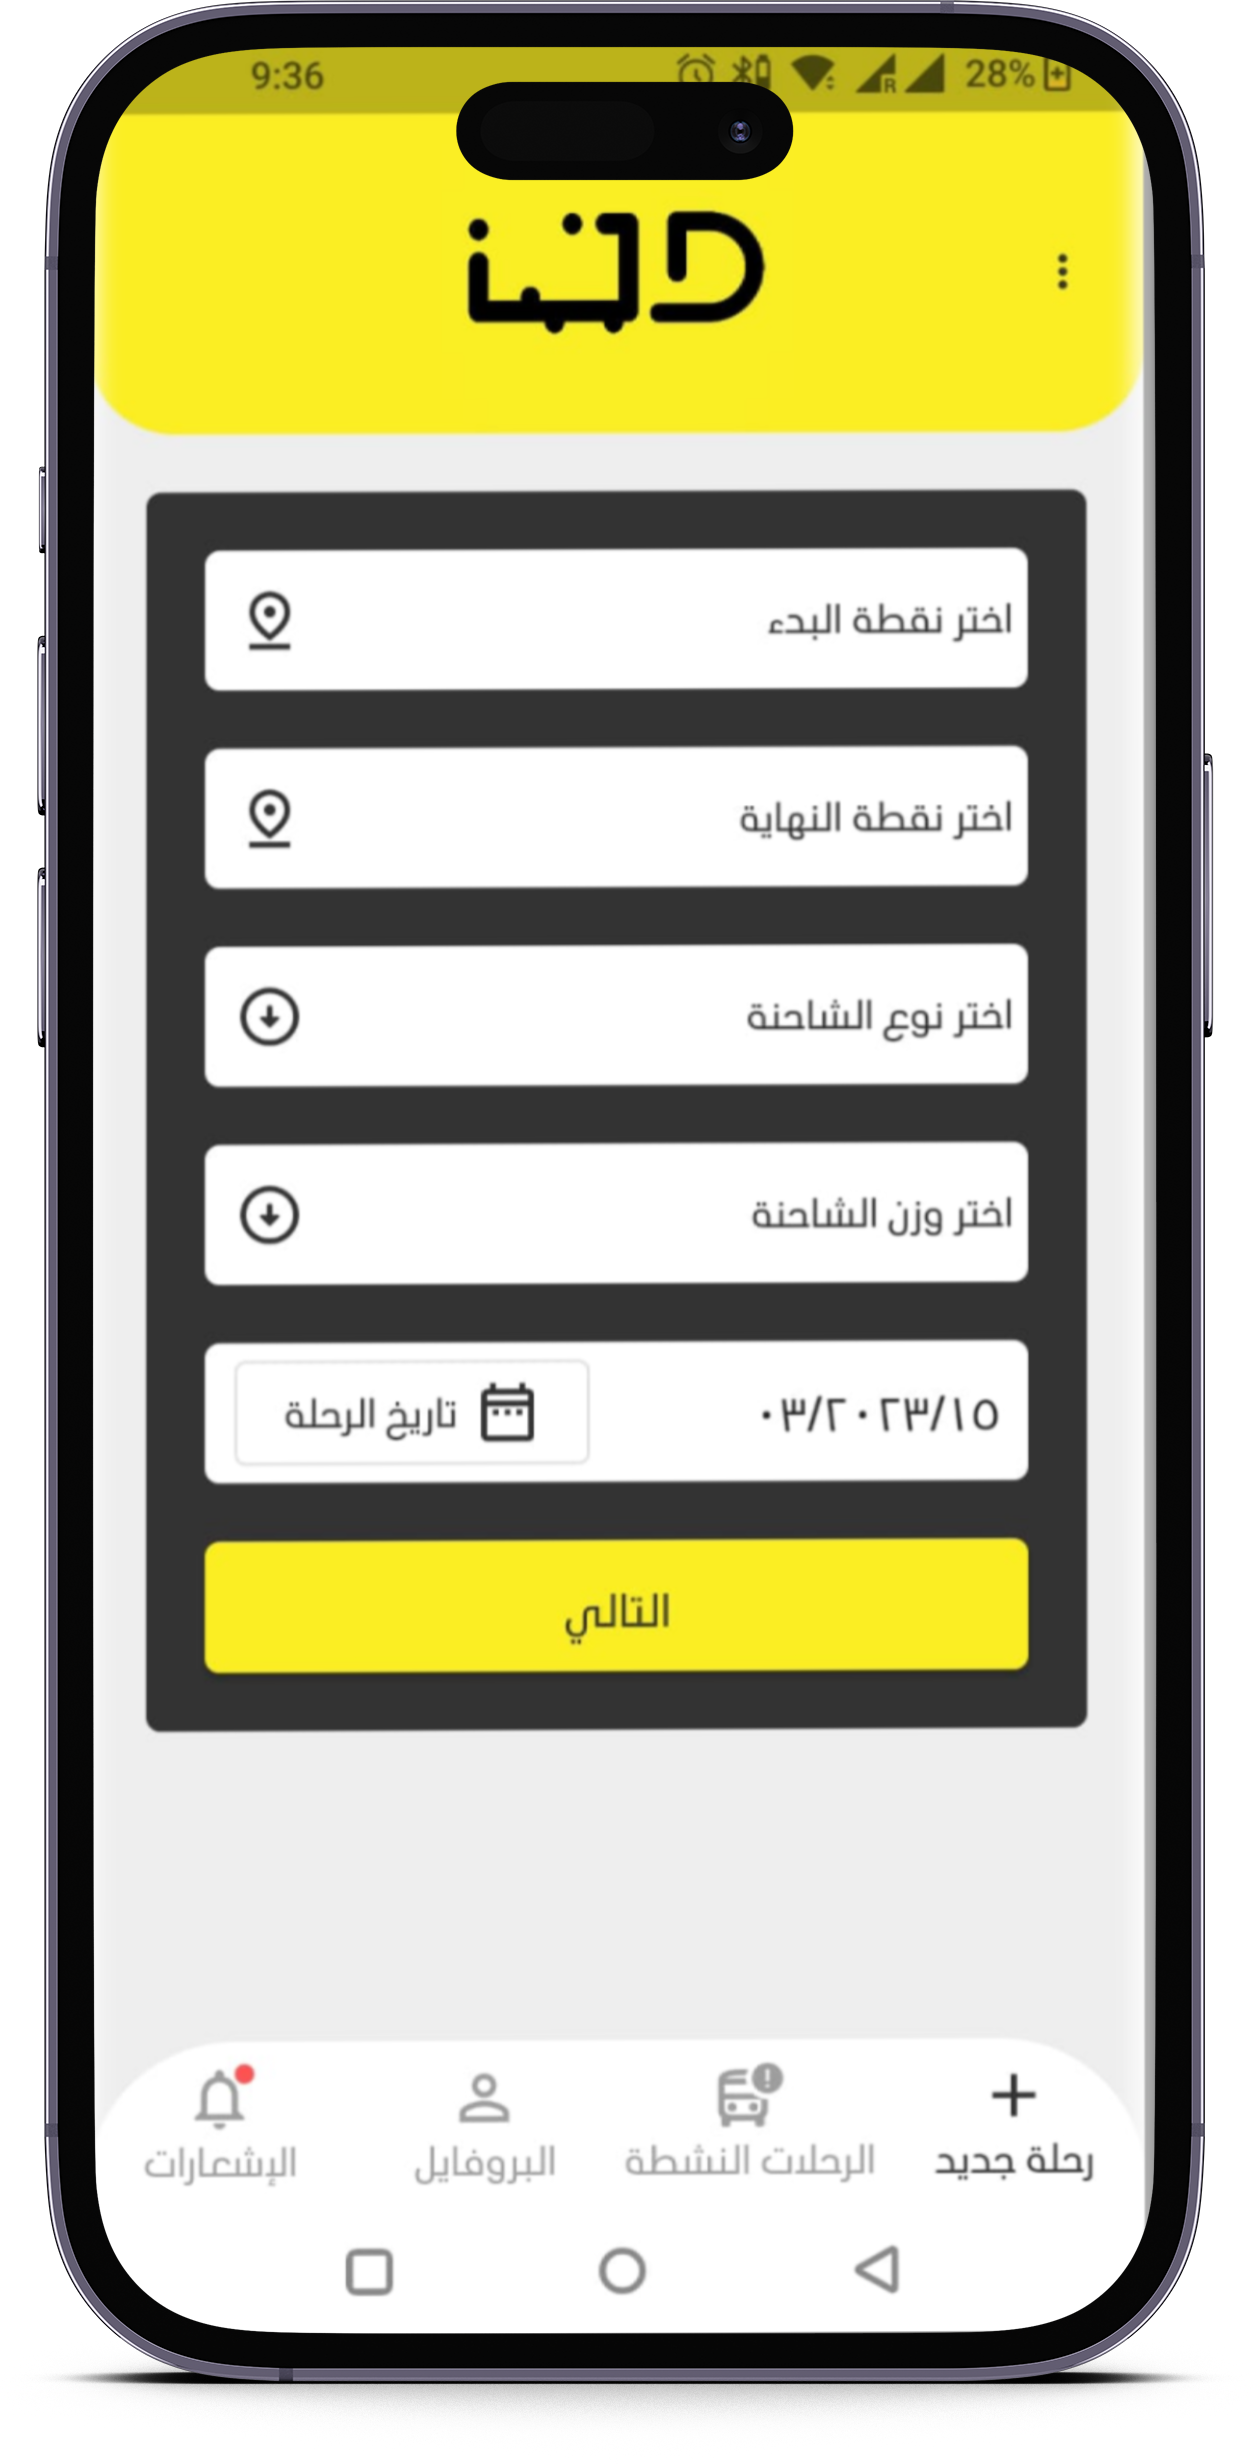 9:36
R
28%
اختر نقطة البدء
اختر نقطة النهاية
اختر نوع الشاحنة
اختر وزن الشاحنة
٠٣/٢٠٢٣/١٥
تاريخ الرحلة
التالي
رحلة جديد
الرحلات النشطة
البروفايل
الإشعارات